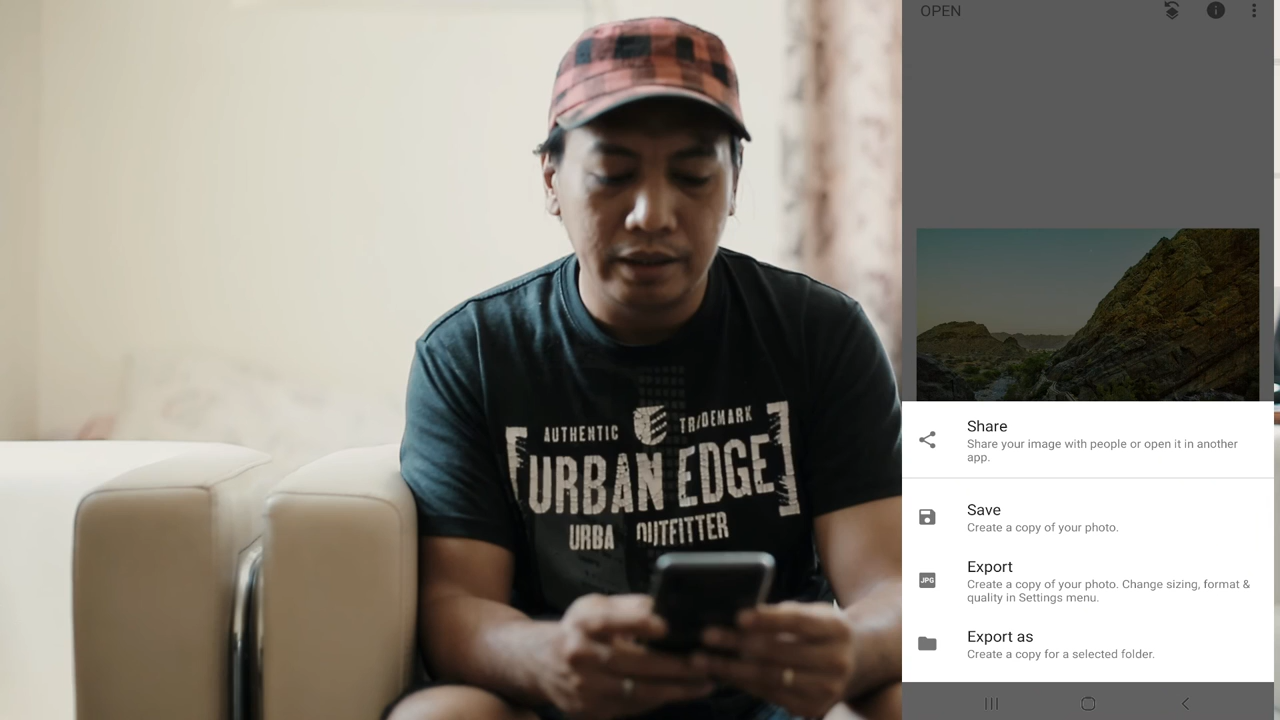 AUTHENTIC TRADEMARK
URBAN EDGE
URBA OUTFITTER
OPEN
Share
Share your image with people or open it in another
app.
Save
Create a copy of your photo.
JPG
Export
Create a copy of your photo. Change sizing, format &
quality in Settings menu.
Export as
Create a copy for a selected folder.